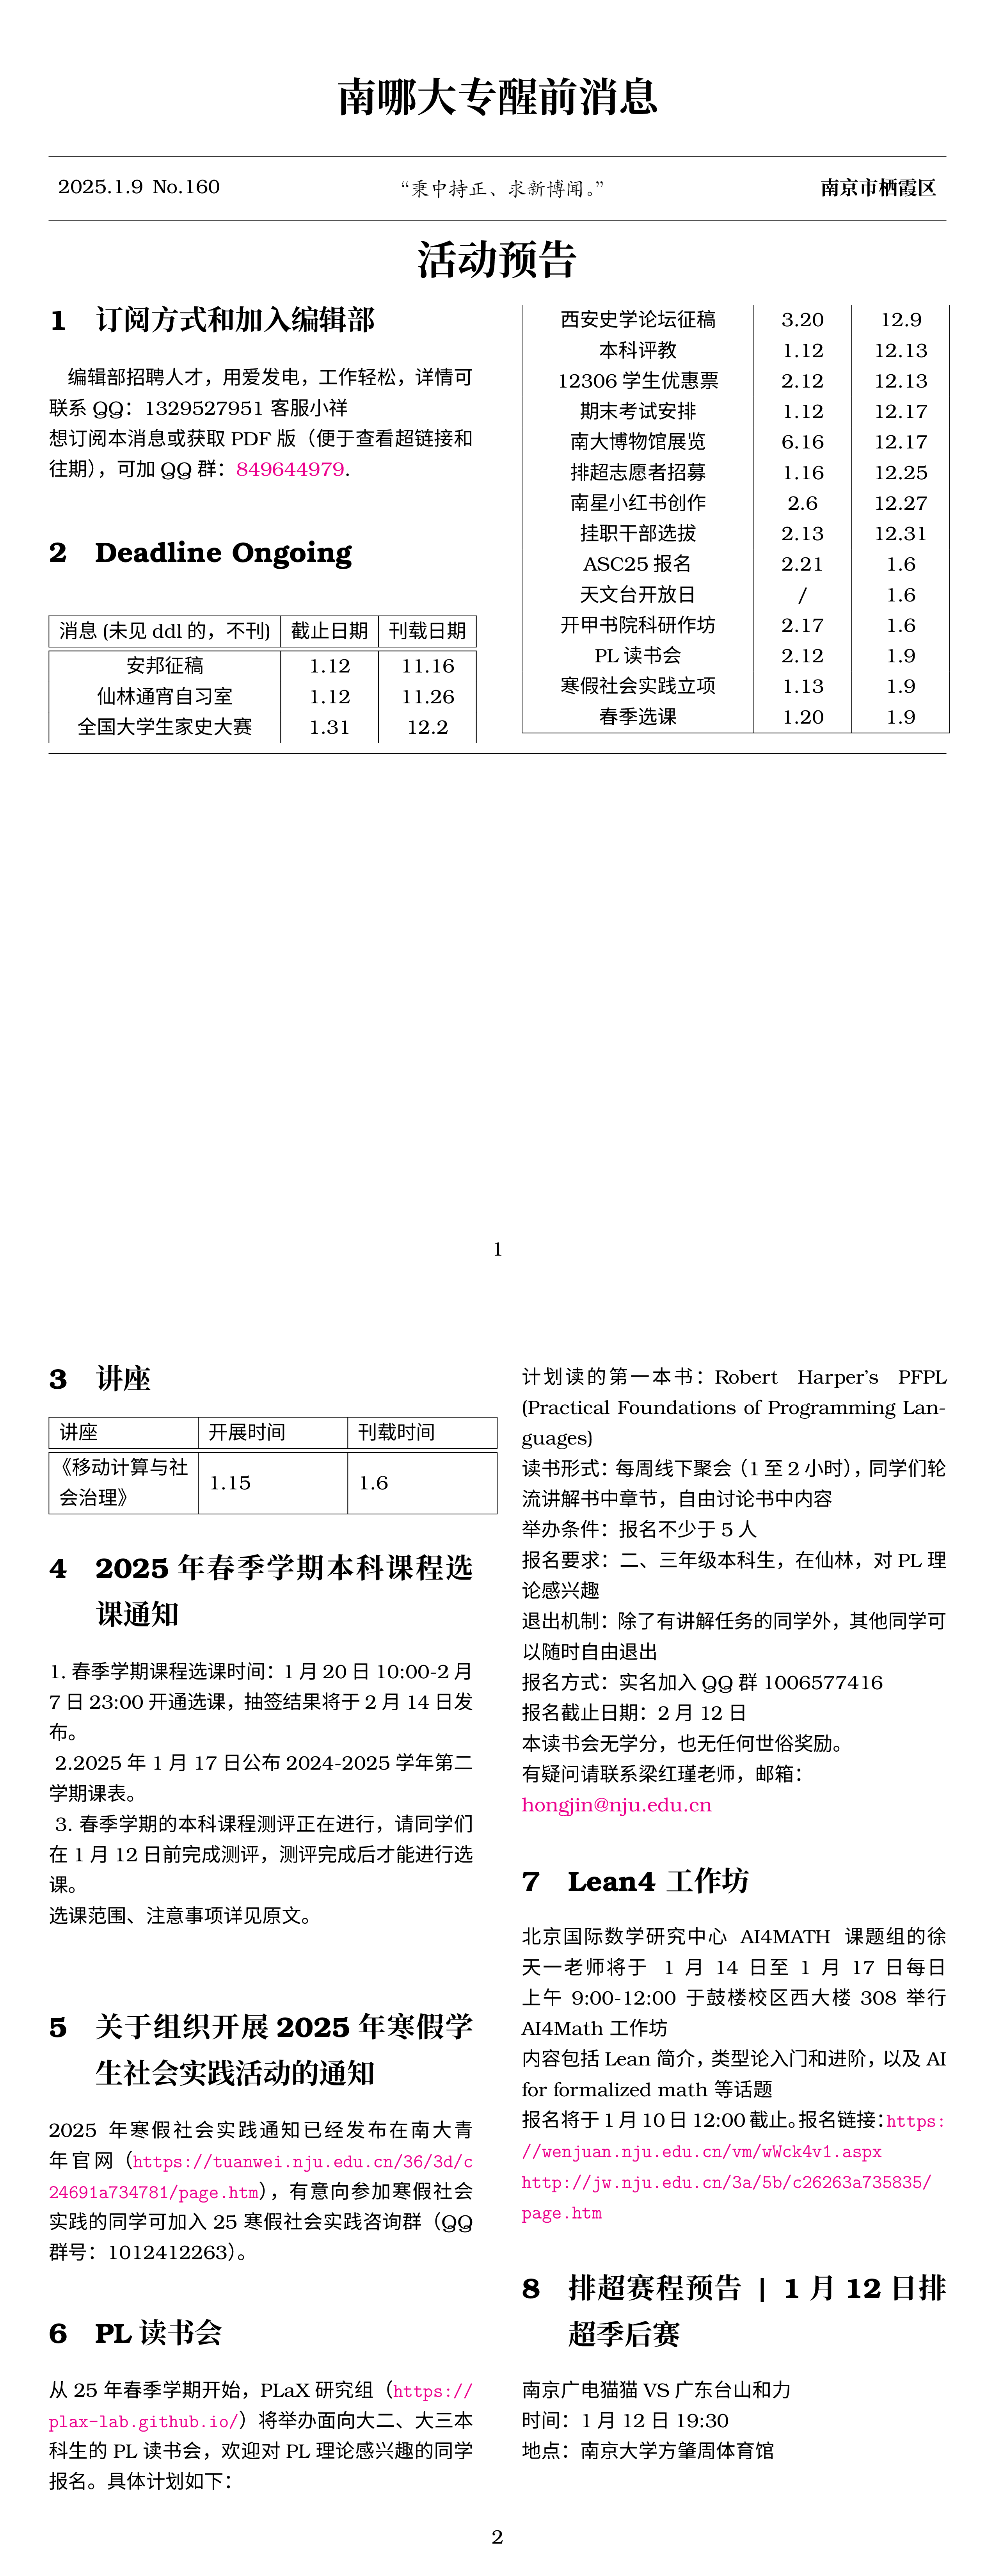 南哪大专醒前消息
2025.1.9 No.160
“秉中持正、求新博闻。”
南京市栖霞区
活动预告
1 订阅方式和加入编辑部
编辑部招聘人才，用爱发电，工作轻松，详情可
联系 QQ：1329527951 客服小祥
想订阅本消息或获取 PDF 版（便于查看超链接和
往期），可加 QQ 群：849644979.
2 Deadline Ongoing
消息 (未见 ddl 的，不刊) 截止日期 刊载日期
安邦征稿 1.12 11.16
仙林通宵自习室 1.12 11.26
全国大学生家史大赛 1.31 12.2
西安史学论坛征稿 3.20 12.9
本科评教 1.12 12.13
12306 学生优惠票 2.12 12.13
期末考试安排 1.12 12.17
南大博物馆展览 6.16 12.17
排超志愿者招募 1.16 12.25
南星小红书创作 2.6 12.27
挂职干部选拔 2.13 12.31
ASC25 报名 2.21 1.6
天文台开放日 / 1.6
开甲书院科研作坊 2.17 1.6
PL 读书会 2.12 1.9
寒假社会实践立项 1.13 1.9
春季选课 1.20 1.9
1
3 讲座
讲座 开展时间 刊载时间
《移动计算与社
会治理》 1.15 1.6
4 2025 年春季学期本科课程选
课通知
1. 春季学期课程选课时间：1 月 20 日 10:00-2 月
7 日 23:00 开通选课，抽签结果将于 2 月 14 日发
布。
2.2025 年 1 月 17 日公布 2024-2025 学年第二
学期课表。
3. 春季学期的本科课程测评正在进行，请同学们
在 1 月 12 日前完成测评，测评完成后才能进行选
课。
选课范围、注意事项详见原文。
5 关于组织开展 2025 年寒假学
生社会实践活动的通知
2025 年寒假社会实践通知已经发布在南大青
年官网（https://tuanwei.nju.edu.cn/36/3d/c
24691a734781/page.htm），有意向参加寒假社会
实践的同学可加入 25 寒假社会实践咨询群（QQ
群号：1012412263）。
6 PL 读书会
从 25 年春季学期开始，PLaX 研究组（https://
plax-lab.github.io/）将举办面向大二、大三本
科生的 PL 读书会，欢迎对 PL 理论感兴趣的同学
报名。具体计划如下：
计划读的第一本书：Robert Harper’s PFPL
(Practical Foundations of Programming Lan-
guages)
读书形式：每周线下聚会（1 至 2 小时），同学们轮
流讲解书中章节，自由讨论书中内容
举办条件：报名不少于 5 人
报名要求：二、三年级本科生，在仙林，对 PL 理
论感兴趣
退出机制：除了有讲解任务的同学外，其他同学可
以随时自由退出
报名方式：实名加入 QQ 群 1006577416
报名截止日期：2 月 12 日
本读书会无学分，也无任何世俗奖励。
有疑问请联系梁红瑾老师，邮箱：
hongjin@nju.edu.cn
7 Lean4 工作坊
北京国际数学研究中心 AI4MATH 课题组的徐
天一老师将于 1 月 14 日至 1 月 17 日每日
上午 9:00-12:00 于鼓楼校区西大楼 308 举行
AI4Math 工作坊
内容包括 Lean 简介，类型论入门和进阶，以及 AI
for formalized math 等话题
报名将于 1 月 10 日 12:00 截止。报名链接：https:
//wenjuan.nju.edu.cn/vm/wWck4v1.aspx
http://jw.nju.edu.cn/3a/5b/c26263a735835/
page.htm
8 排超赛程预告 | 1 月 12 日排
超季后赛
南京广电猫猫 VS 广东台山和力
时间：1 月 12 日 19:30
地点：南京大学方肇周体育馆
2